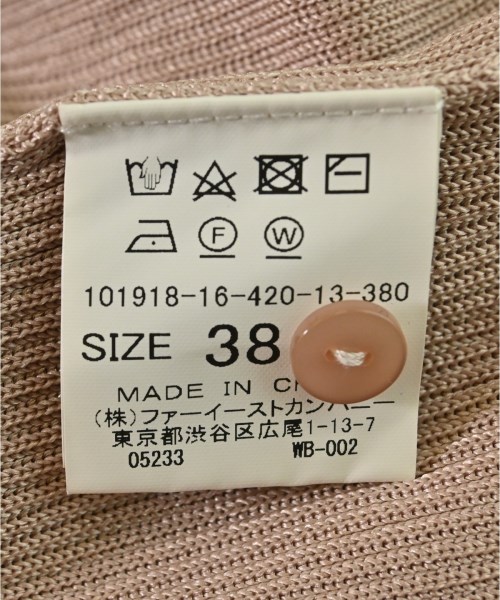 F W
101918-16-420-13-380
SIZE 38
MADE IN
(株)ファーイーストカンパニー
東京都渋谷区広尾1-13-7
05233 WB-002